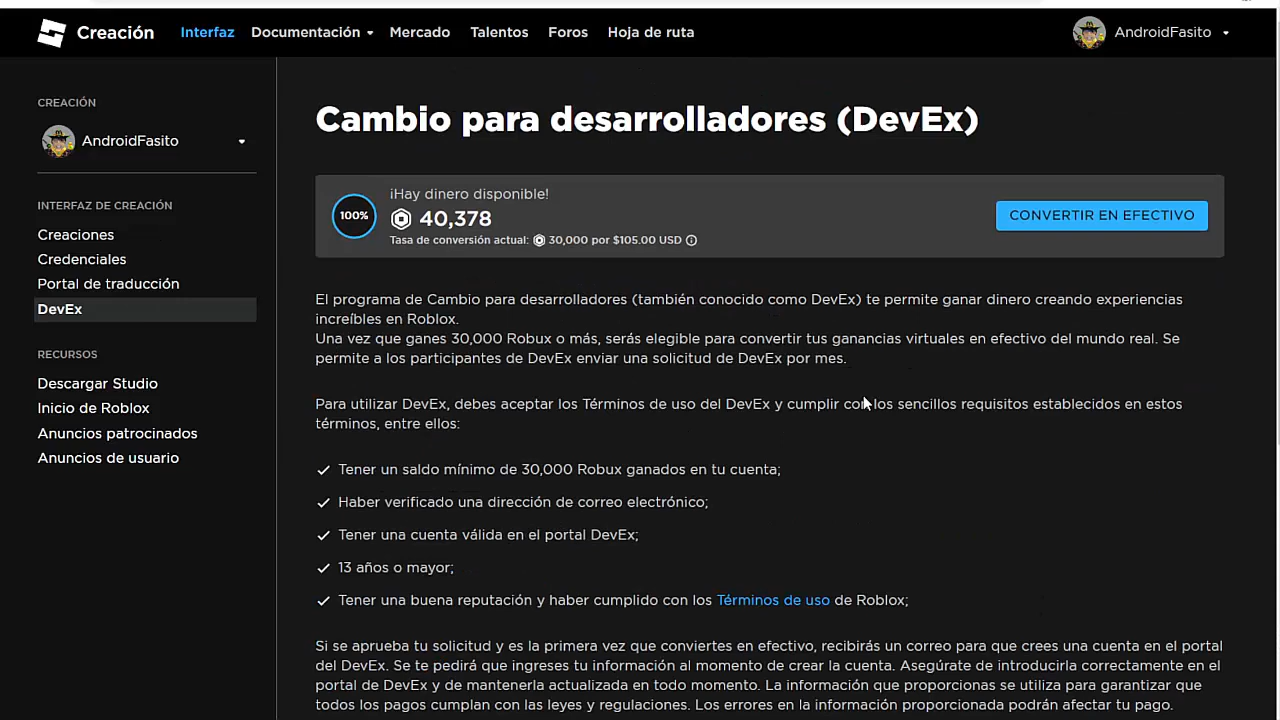 Creación
Interfaz
Documentación
Mercado
Talentos
Foros
Hoja de ruta
AndroidFasito
CREACIÓN
AndroidFasito
INTERFAZ DE CREACIÓN
Creaciones
Credenciales
Portal de traducción
DevEx
RECURSOS
Descargar Studio
Inicio de Roblox
Anuncios patrocinados
Anuncios de usuario
Cambio para desarrolladores (DevEx)
100%
¡Hay dinero disponible!
40,378
Tasa de conversión actual: 30,000 por $105.00 USD
CONVERTIR EN EFECTIVO
El programa de Cambio para desarrolladores (también conocido como DevEx) te permite ganar dinero creando experiencias
increíbles en Roblox.
Una vez que ganes 30,000 Robux o más, serás elegible para convertir tus ganancias virtuales en efectivo del mundo real. Se
permite a los participantes de DevEx enviar una solicitud de DevEx por mes.
Para utilizar DevEx, debes aceptar los Términos de uso del DevEx y cumplir con los sencillos requisitos establecidos en estos
términos, entre ellos:
Tener un saldo mínimo de 30,000 Robux ganados en tu cuenta;
Haber verificado una dirección de correo electrónico;
Tener una cuenta válida en el portal DevEx;
13 años o mayor;
Tener una buena reputación y haber cumplido con los Términos de uso de Roblox;
Si se aprueba tu solicitud y es la primera vez que conviertes en efectivo, recibirás un correo para que crees una cuenta en el portal
del DevEx. Se te pedirá que ingreses tu información al momento de crear la cuenta. Asegúrate de introducirla correctamente en el
portal de DevEx y de mantenerla actualizada en todo momento. La información que proporcionas se utiliza para garantizar que
todos los pagos cumplan con las leyes y regulaciones. Los errores en la información proporcionada podrán afectar tu pago.